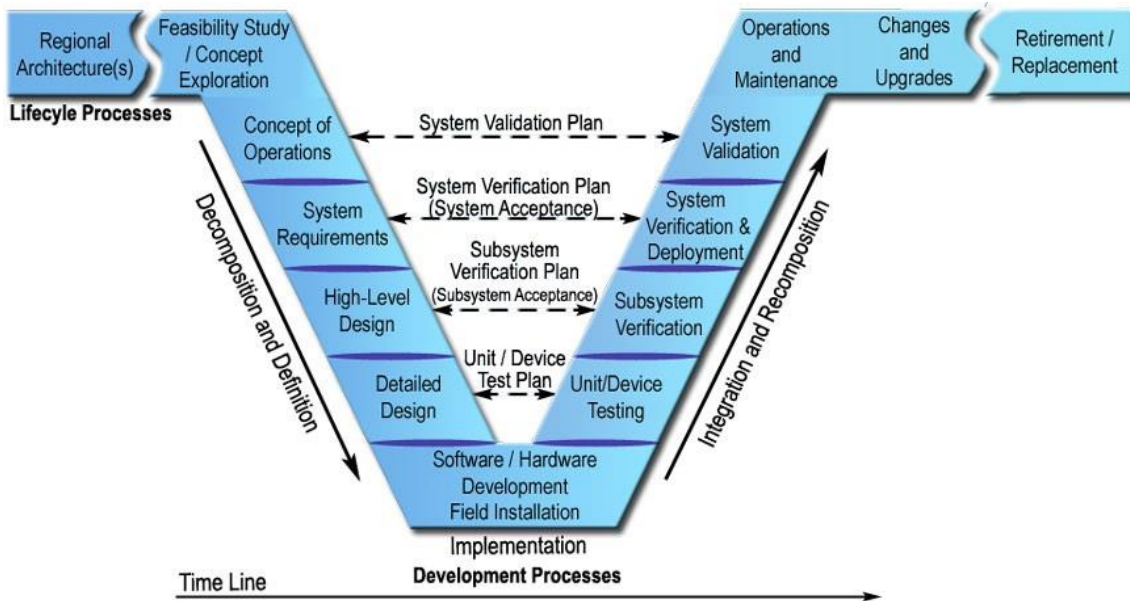 Regional
Architecture(s)
Feasibility Study
/ Concept
Exploration
Operations
and
Maintenance
Changes
and
Upgrades
Retirement /
Replacement
Lifecyle Processes
Concept of
Operations
System Validation Plan
System
Validation
System
Requirements
System Verification Plan
(System Acceptance)
System
Verification &
Deployment
High-Level
Design
Subsystem
Verification Plan
(Subsystem Acceptance)
Subsystem
Verification
Detailed
Design
Unit / Device
Test Plan
Unit/Device
Testing
Decomposition and Definition
Integration and Recomposition
Software / Hardware
Development
Field Installation
Implementation
Development Processes
Time Line